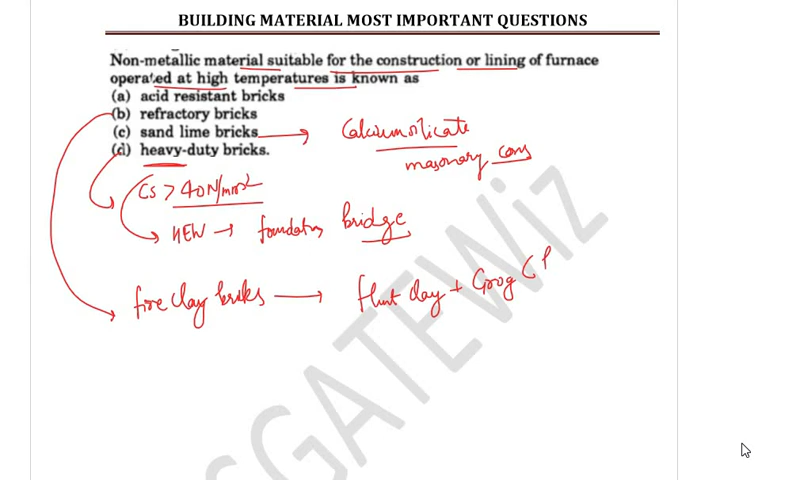 BUILDING MATERIAL MOST IMPORTANT QUESTIONS
Non-metallic material suitable for the construction or lining of furnace
operated at high temperatures is known as
(a) acid resistant bricks
(b) refractory bricks
(c) sand lime bricks
(d) heavy-duty bricks.
Calcium silicate
masonary cons
CS > 40N/mm2
HEW → foundation, bridge
fire clay bricks → flint clay + Grog
GATEWiz